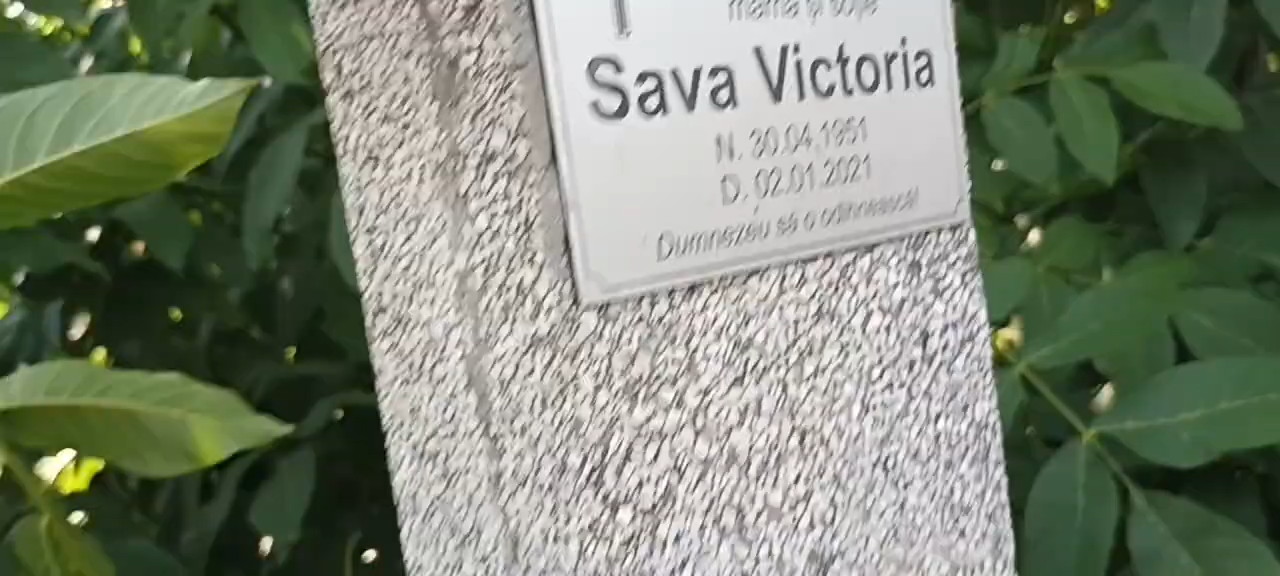 mama și soție
Sava Victoria
N. 30.04.1951
D. 02.01.2021
Dumnezeu să o odihnească!